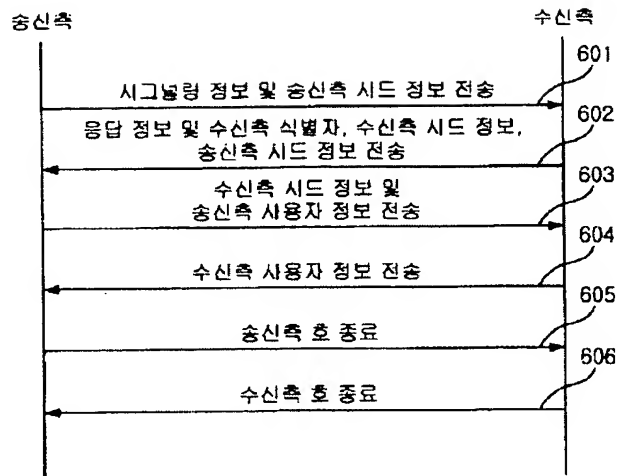 송신측
수신측
601
시그널링 정보 및 송신측 시드 정보 전송
602
응답 정보 및 수신측 식별자, 수신측 시드 정보,
송신측 시드 정보 전송
603
수신측 시드 정보 및
송신측 사용자 정보 전송
604
수신측 사용자 정보 전송
605
송신측 호 종료
606
수신측 호 종료